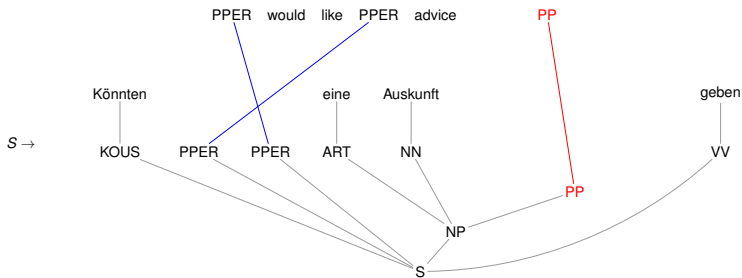 PPER would like PPER advice PP
Könnten eine Auskunft geben
S → KOUS PPER PPER ART NN VV
PP
NP
S